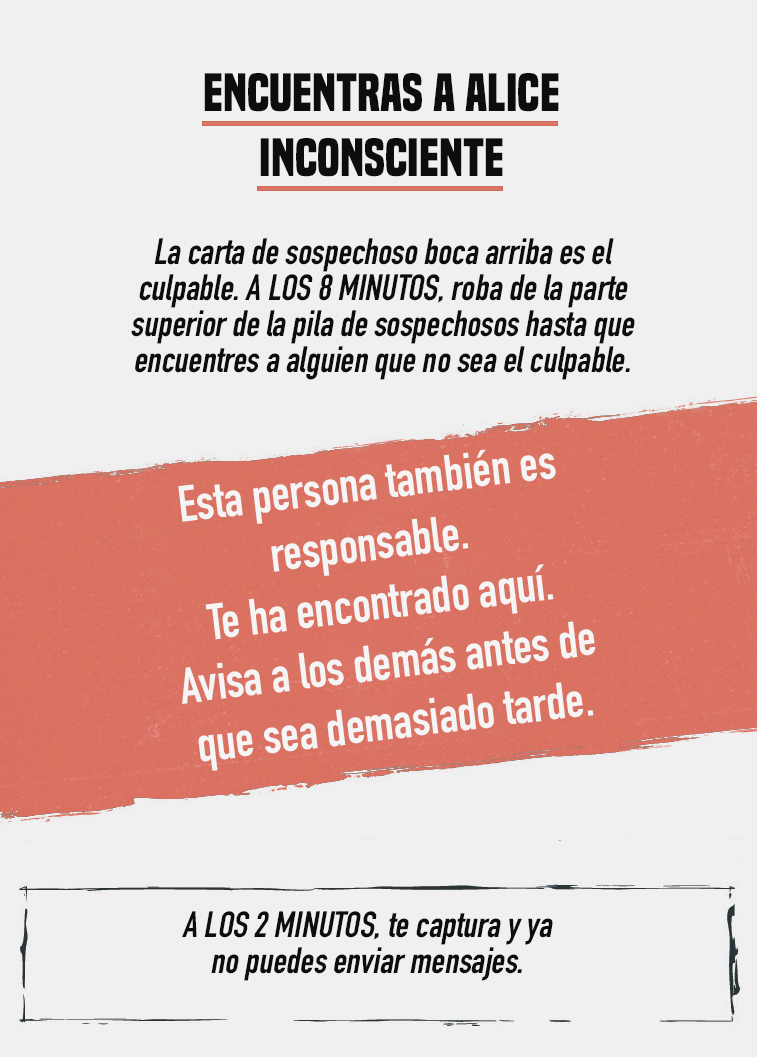 ENCUENTRAS A ALICE
INCONSCIENTE
La carta de sospechoso boca arriba es el
culpable. A LOS 8 MINUTOS, roba de la parte
superior de la pila de sospechosos hasta que
encuentres a alguien que no sea el culpable.
Esta persona también es
responsable.
Te ha encontrado aquí.
Avisa a los demás antes de
que sea demasiado tarde.
A LOS 2 MINUTOS, te captura y ya
no puedes enviar mensajes.